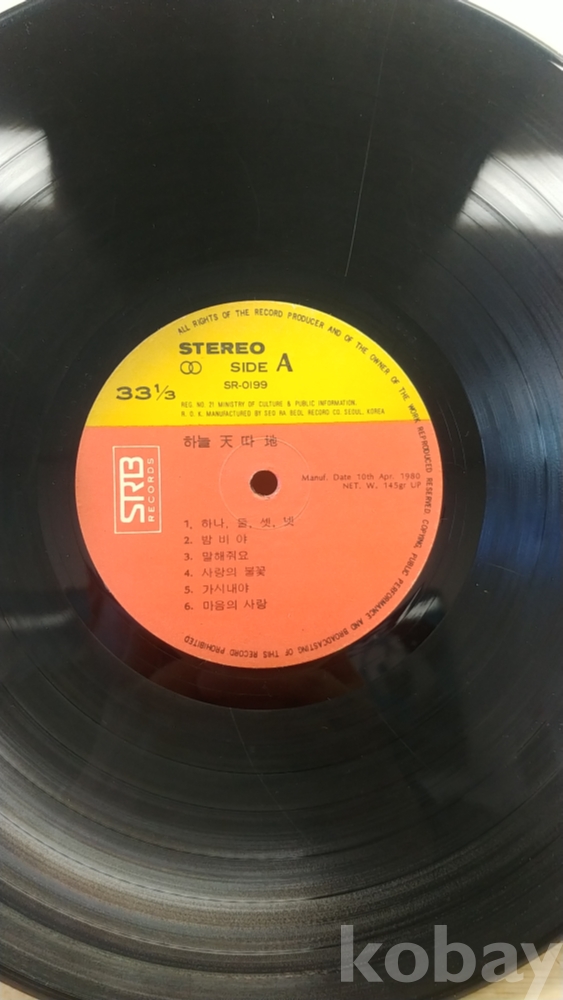 ALL RIGHTS OF THE RECORD PRODUCER AND OF THE OWNER OF THE WORK REPRODUCED RESERVED COPYING, PUBLIC PERFORMANCE AND BROADCASTING OF THIS RECORD PROHIBITED
STEREO
SIDE A
33⅓
SR-0199
REG. NO 21 MINISTRY OF CULTURE & PUBLIC INFORMATION.
R. O. K. MANUFACTURED BY SEO RA BEOL RECORD CO. SEOUL, KOREA
하늘 天 따 地
SRB
RECORDS
Manuf. Date 10th Apr. 1980
NET. W. 145gr UP
1, 하나, 둘, 셋, 넷
2. 밤 비 야
3. 말해줘요
4. 사랑의 불꽃
5. 가시내야
6. 마음의 사랑
kobay